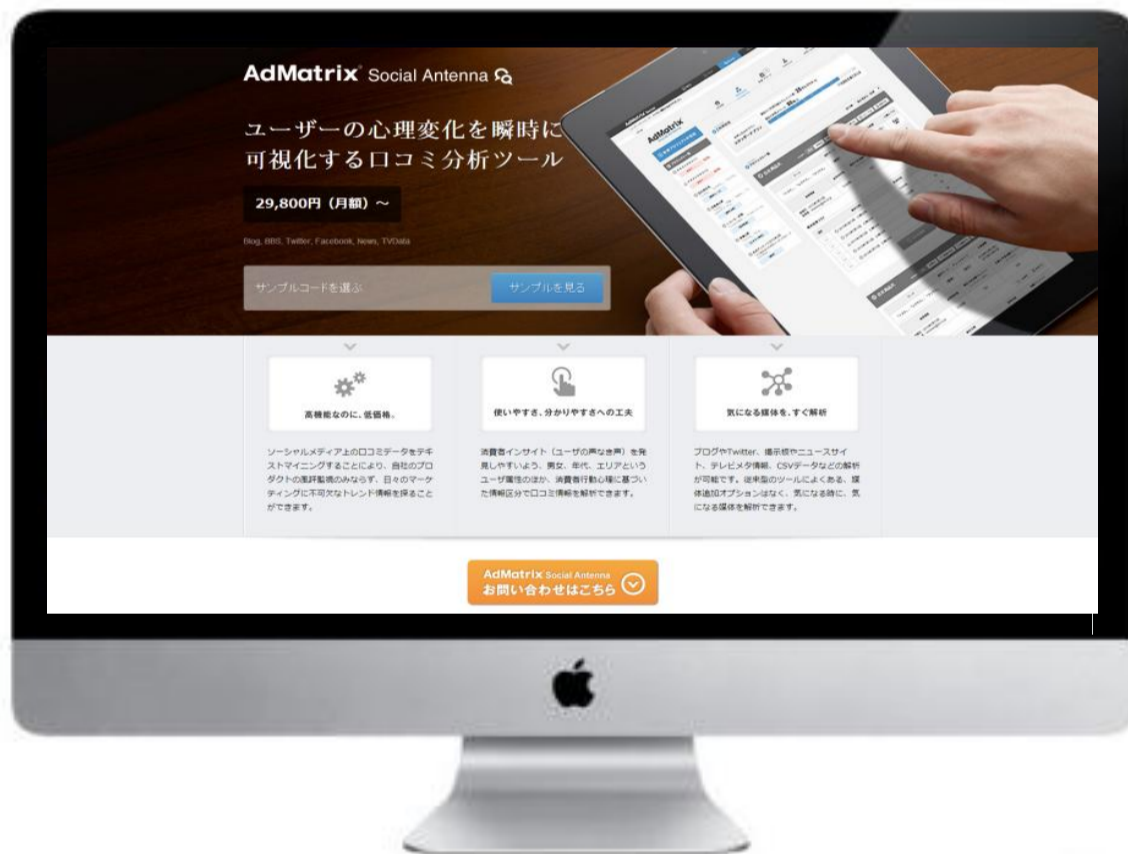 AdMatrix Social Antenna
ユーザーの心理変化を瞬時に
可視化する口コミ分析ツール
29,800円（月額）～
Blog, BBS, Twitter, Facebook, News, TVData
サンプルコードを選ぶ
サンプルを見る
AdMatrix
高機能なのに、低価格。
ソーシャルメディア上の口コミデータをテキ
ストマイニングすることにより、自社のプロ
ダクトの風評監視のみならず、日々のマーケ
ティングに不可欠なトレンド情報を探ること
ができます。
使いやすさ、分かりやすさへの工夫
消費者インサイト（ユーザの声なき声）を発
見しやすいよう、男女、年代、エリアという
ユーザ属性のほか、消費者行動心理に基づい
た情報区分で口コミ情報を解析できます。
気になる媒体を、すぐ解析
ブログやTwitter、掲示板やニュースサイ
ト、テレビメタ情報、CSVデータなどの解析
が可能です。従来型のツールによくある、媒
体追加オプションはなく、気になる時に、気
になる媒体を解析できます。
AdMatrix Social Antenna
お問い合わせはこちら